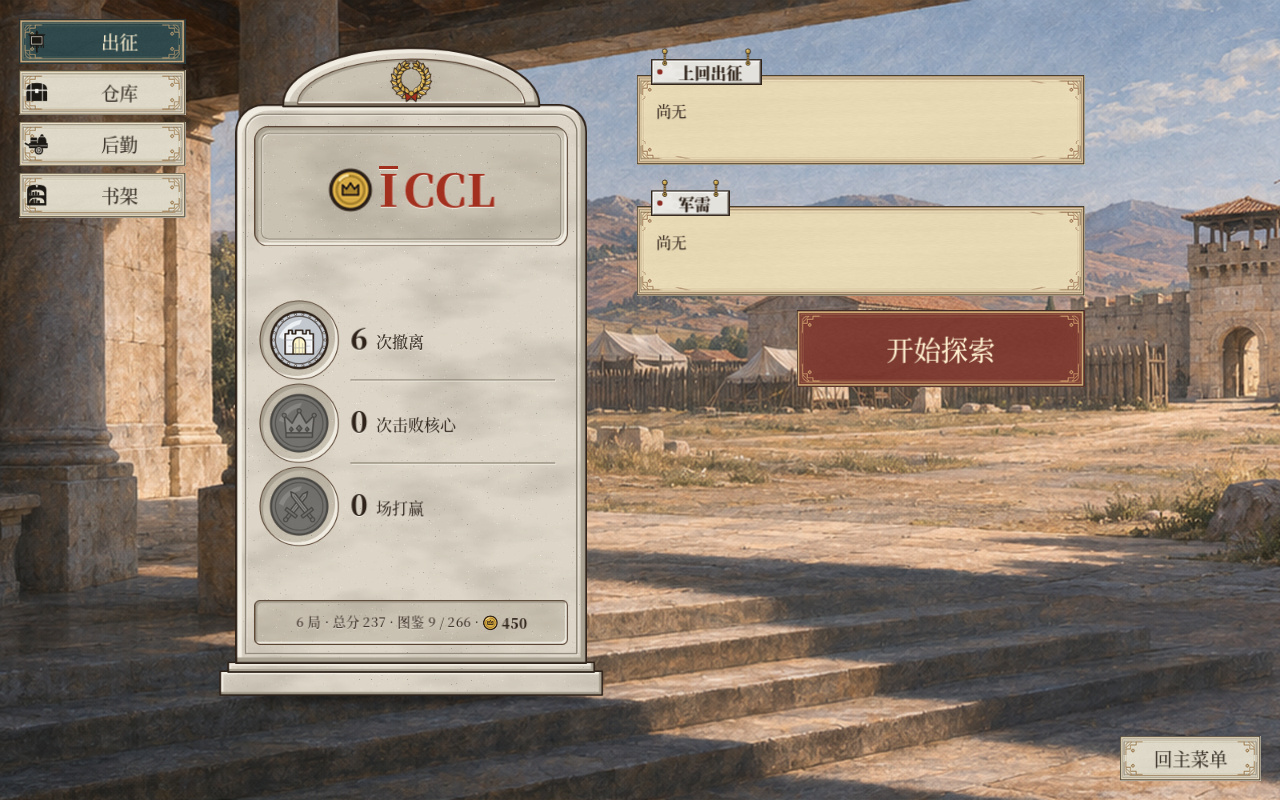 出征
仓库
后勤
书架
ĪCCL
6 次撤离
0 次击败核心
0 场打赢
6 局 · 总分 237 · 图鉴 9 / 266 · 450
上回出征
尚无
军需
尚无
开始探索
回主菜单